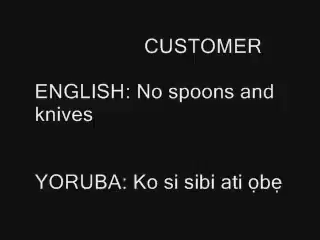 CUSTOMER
ENGLISH: No spoons and
knives
YORUBA: Ko si sibi ati ọbẹ